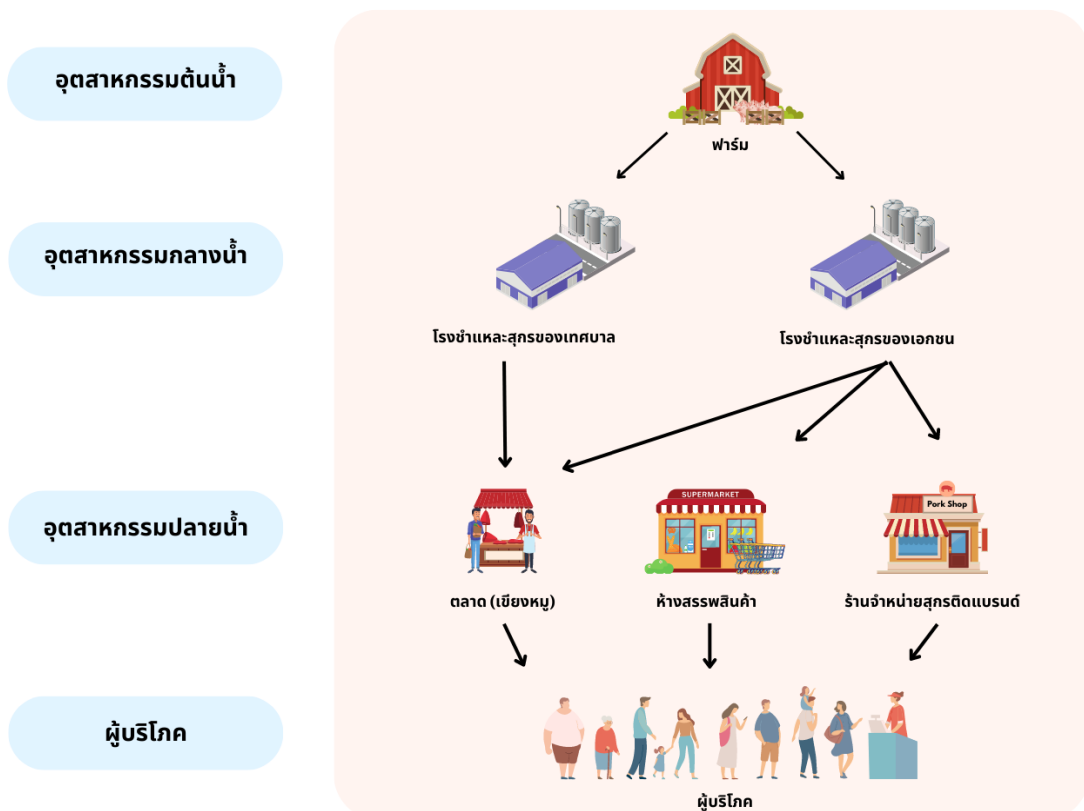 อุตสาหกรรมต้นน้ำ
ฟาร์ม
อุตสาหกรรมกลางน้ำ
โรงชำแหละสุกรของเทศบาล
โรงชำแหละสุกรของเอกชน
อุตสาหกรรมปลายน้ำ
SUPERMARKET
Pork Shop
ตลาด (เขียงหมู)
ห้างสรรพสินค้า
ร้านจำหน่ายสุกรติดแบรนด์
ผู้บริโภค
ผู้บริโภค